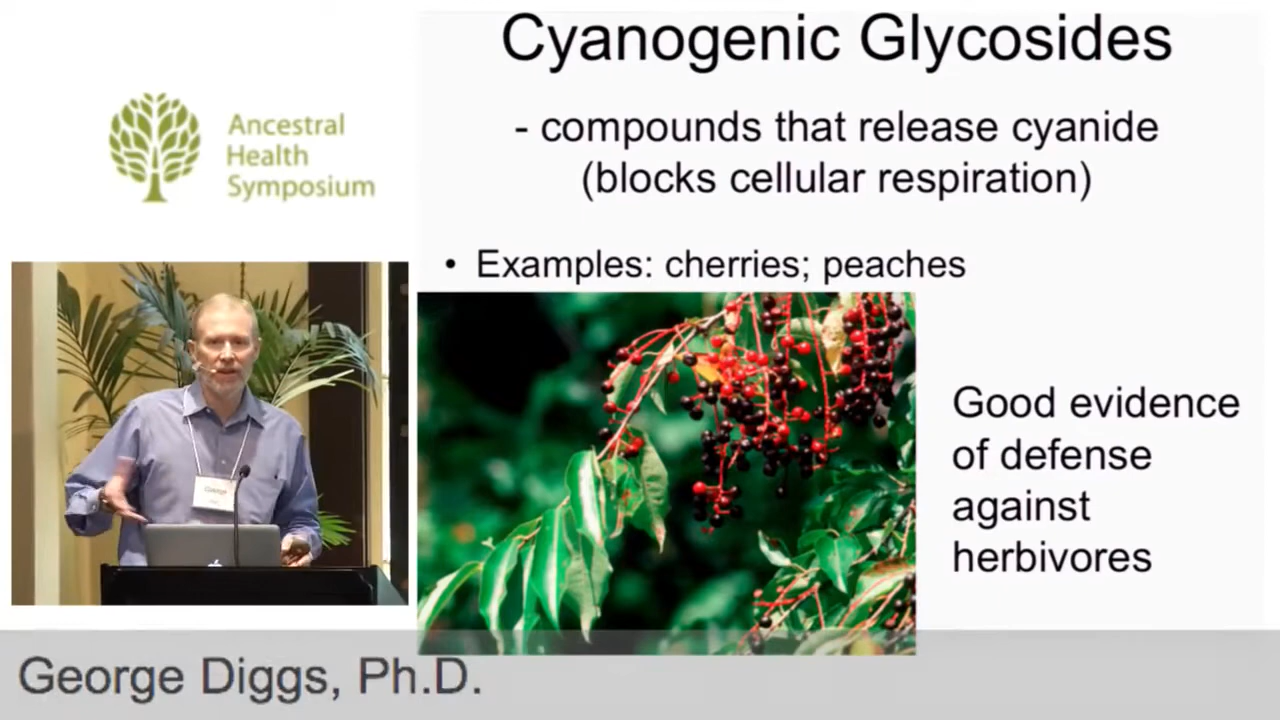 Cyanogenic Glycosides
- compounds that release cyanide
(blocks cellular respiration)
Ancestral
Health
Symposium
• Examples: cherries; peaches
Good evidence
of defense
against
herbivores
George
George Diggs, Ph.D.